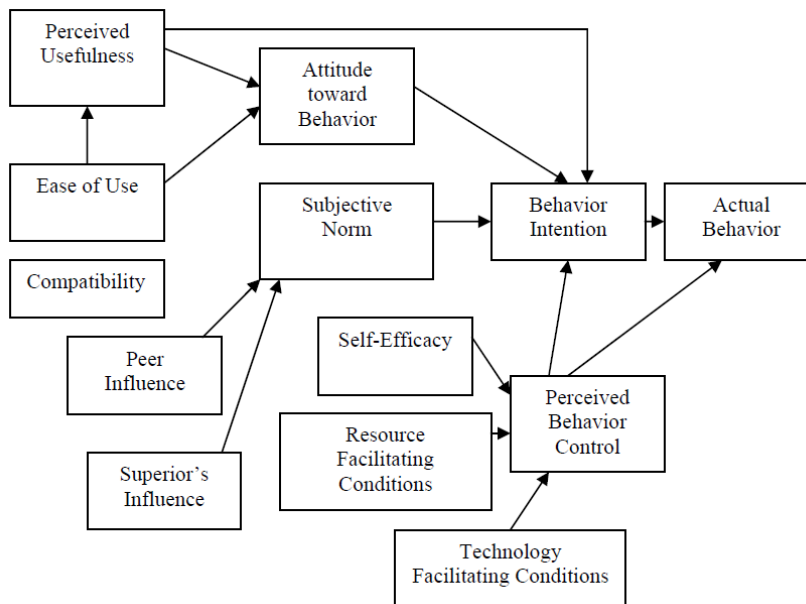 Perceived
Usefulness
Attitude
toward
Behavior
Ease of Use
Subjective
Norm
Behavior
Intention
Actual
Behavior
Compatibility
Peer
Influence
Self-Efficacy
Perceived
Behavior
Control
Resource
Facilitating
Conditions
Superior's
Influence
Technology
Facilitating Conditions